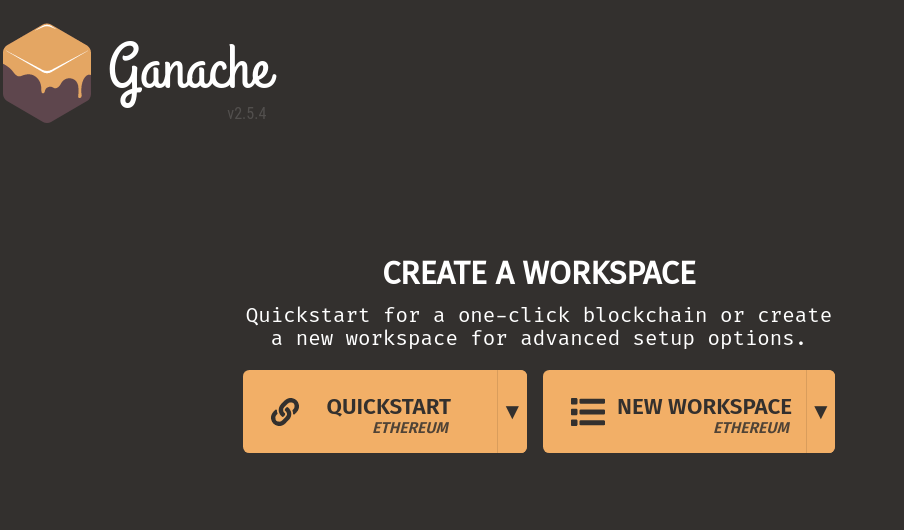 Ganache
v2.5.4
CREATE A WORKSPACE
Quickstart for a one-click blockchain or create
a new workspace for advanced setup options.
QUICKSTART
ETHEREUM
NEW WORKSPACE
ETHEREUM